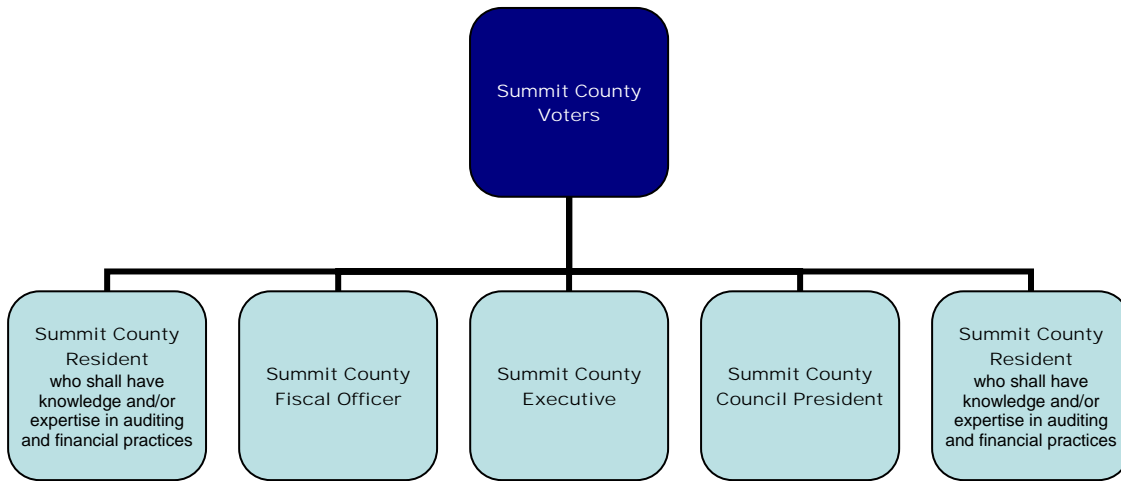 Summit County
Voters
Summit County
Resident
who shall have
knowledge and/or
expertise in auditing
and financial practices
Summit County
Fiscal Officer
Summit County
Executive
Summit County
Council President
Summit County
Resident
who shall have
knowledge and/or
expertise in auditing
and financial practices